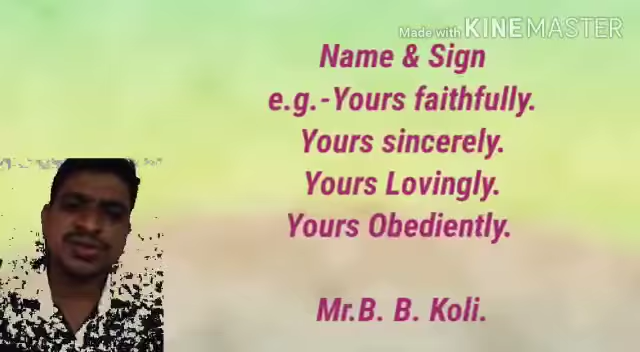 Made with KINEMASTER
Name & Sign
e.g.-Yours faithfully.
Yours sincerely.
Yours Lovingly.
Yours Obediently.
Mr.B. B. Koli.